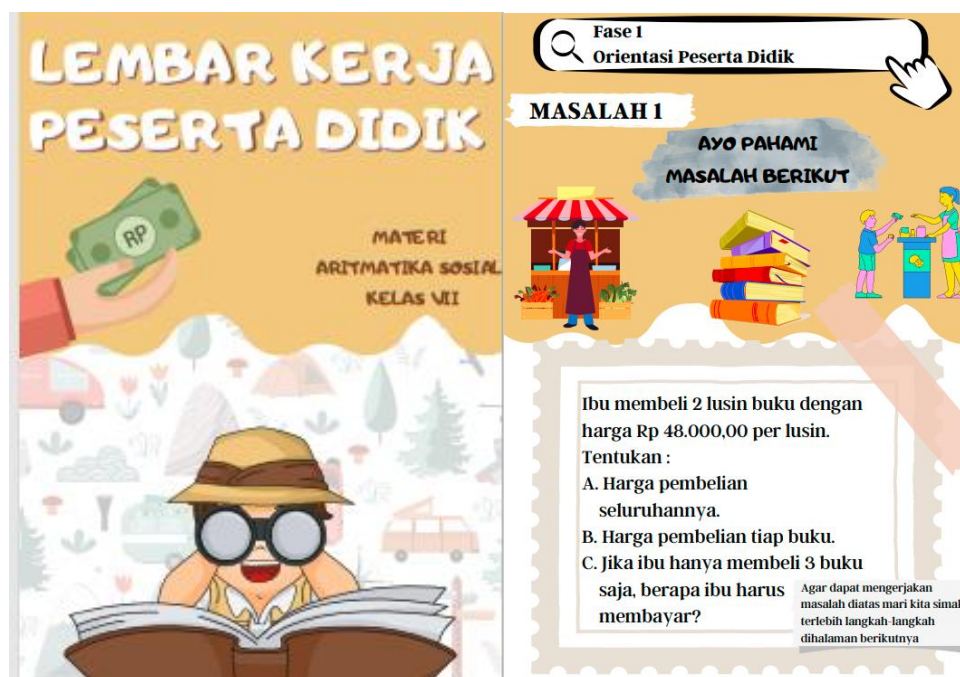 LEMBAR KERJA
PESERTA DIDIK
RP
MATERI
ARITMATIKA SOSIAL
KELAS VII
Fase 1
Orientasi Peserta Didik
MASALAH 1
AYO PAHAMI
MASALAH BERIKUT
Ibu membeli 2 lusin buku dengan
harga Rp 48.000,00 per lusin.
Tentukan :
A. Harga pembelian
seluruhannya.
B. Harga pembelian tiap buku.
C. Jika ibu hanya membeli 3 buku
saja, berapa ibu harus
membayar?
Agar dapat mengerjakan
masalah diatas mari kita simak
terlebih langkah-langkah
dihalaman berikutnya